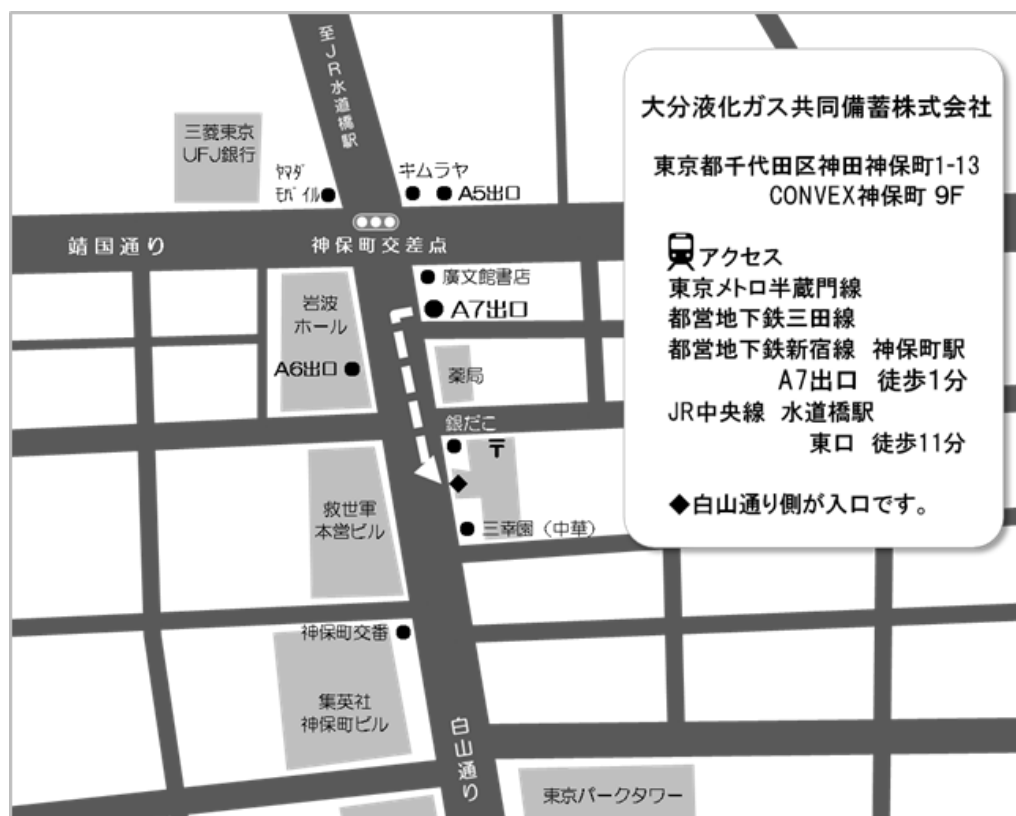 至JR水道橋駅
三菱東京
UFJ銀行
ヤマダ
モバイル
キムラヤ
A5出口
靖国通り
神保町交差点
廣文館書店
A7出口
岩波
ホール
A6出口
薬局
銀だこ
〒
救世軍
本営ビル
三幸園（中華）
神保町交番
集英社
神保町ビル
白山通り
東京パークタワー
大分液化ガス共同備蓄株式会社
東京都千代田区神田神保町1-13
CONVEX神保町 9F
アクセス
東京メトロ半蔵門線
都営地下鉄三田線
都営地下鉄新宿線 神保町駅
A7出口 徒歩1分
JR中央線 水道橋駅
東口 徒歩11分
◆白山通り側が入口です。